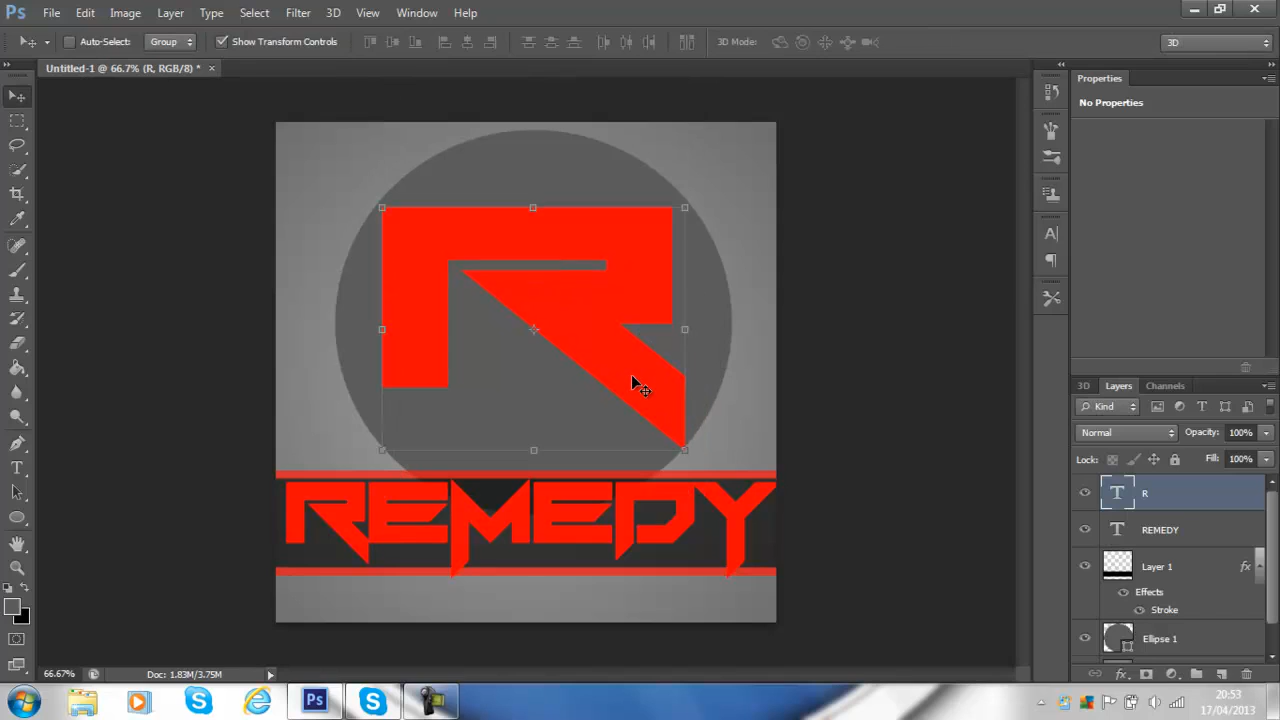 Ps File Edit Image Layer Type Select Filter 3D View Window Help
Auto-Select: Group Show Transform Controls 3D Mode: 3D
Untitled-1 @ 66.7% (R, RGB/8) * ×
Properties
No Properties
R
REMEDY
3D Layers Channels
Kind
Normal Opacity: 100%
Lock: Fill: 100%
T R
T REMEDY
Layer 1 fx
Effects
Stroke
Ellipse 1
66.67% Doc: 1.83M/3.75M
Ps
20:53
17/04/2013